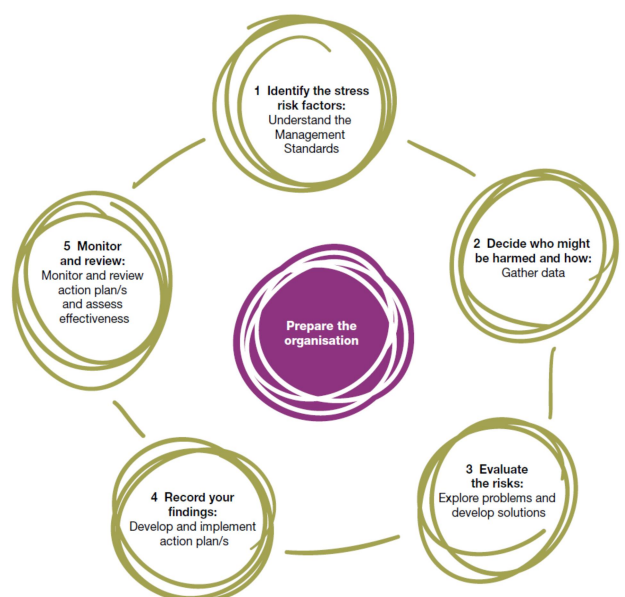 1 Identify the stress
risk factors:
Understand the
Management
Standards
2 Decide who might
be harmed and how:
Gather data
3 Evaluate
the risks:
Explore problems and
develop solutions
4 Record your
findings:
Develop and implement
action plan/s
5 Monitor
and review:
Monitor and review
action plan/s
and assess
effectiveness
Prepare the
organisation